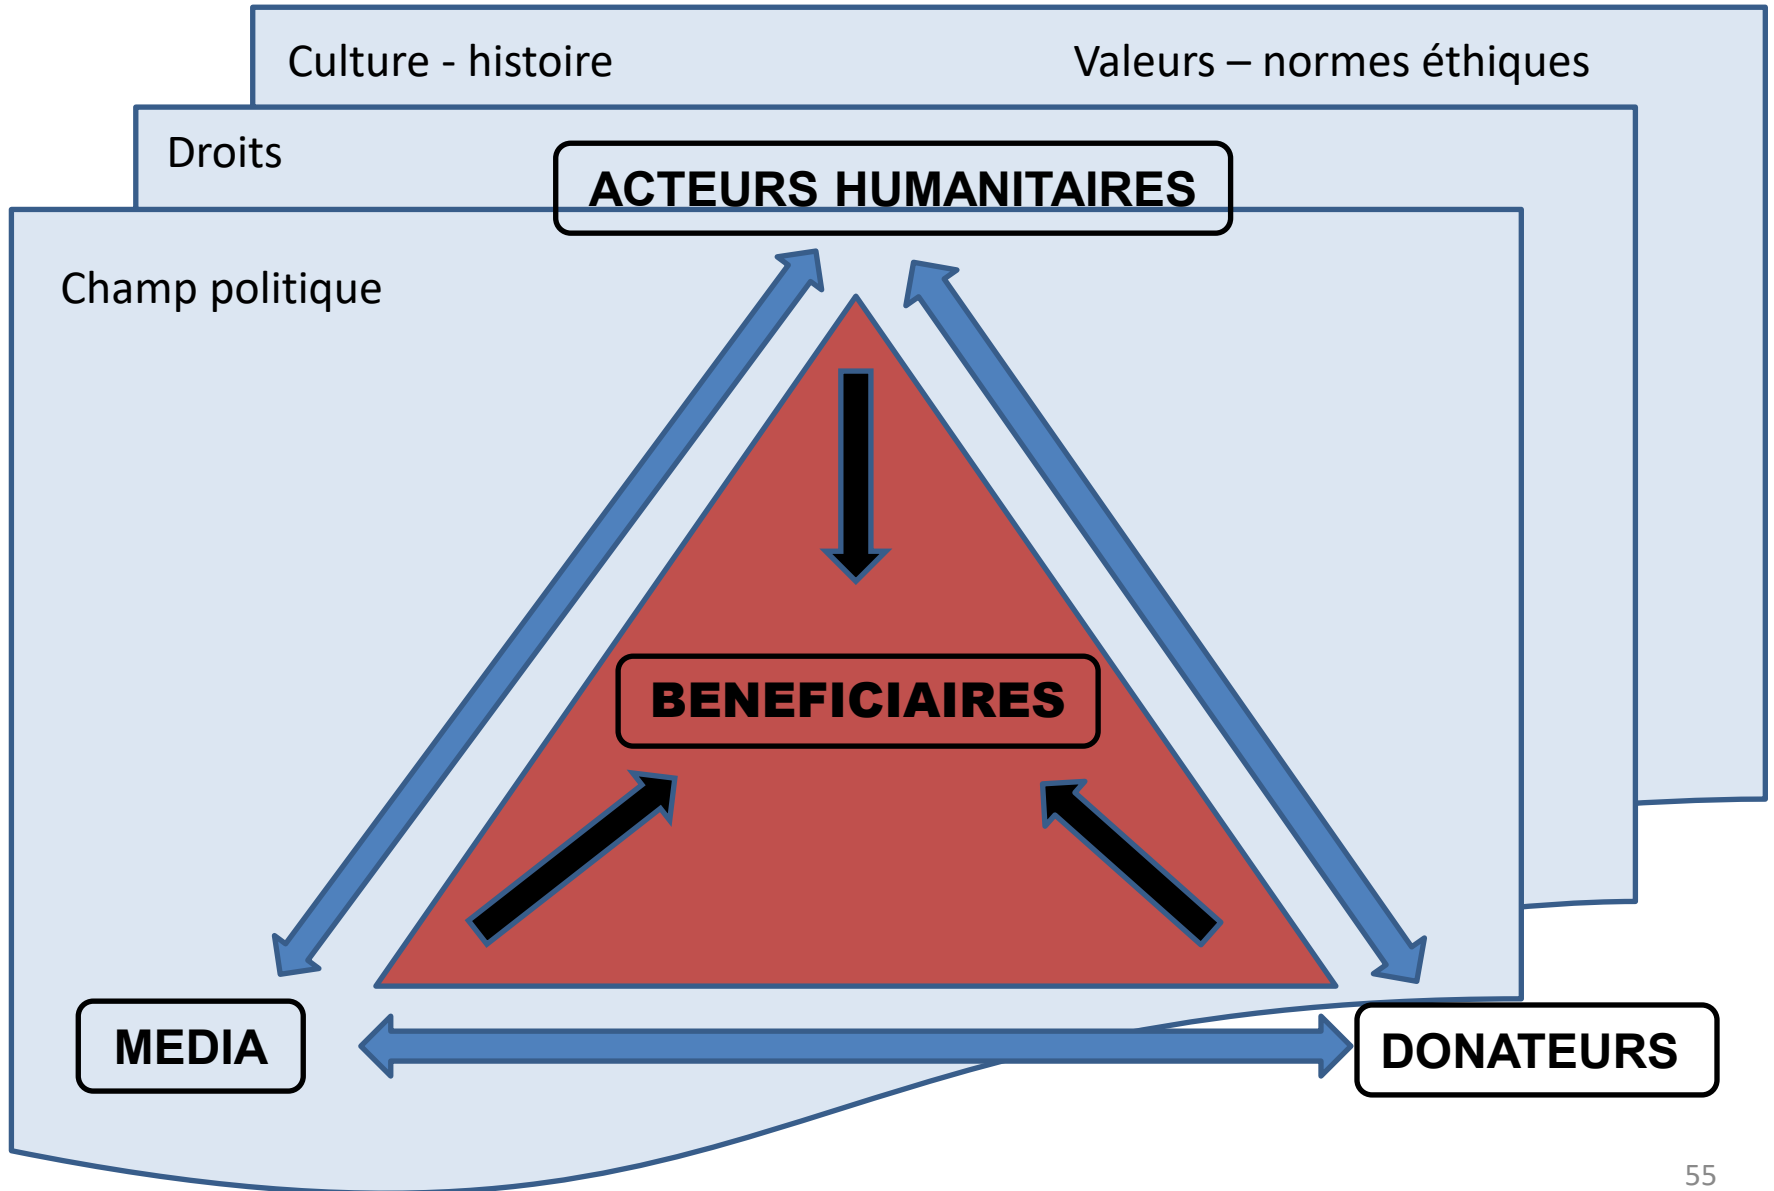 Culture - histoire
Valeurs – normes éthiques
Droits
ACTEURS HUMANITAIRES
Champ politique
BENEFICIAIRES
MEDIA
DONATEURS
55